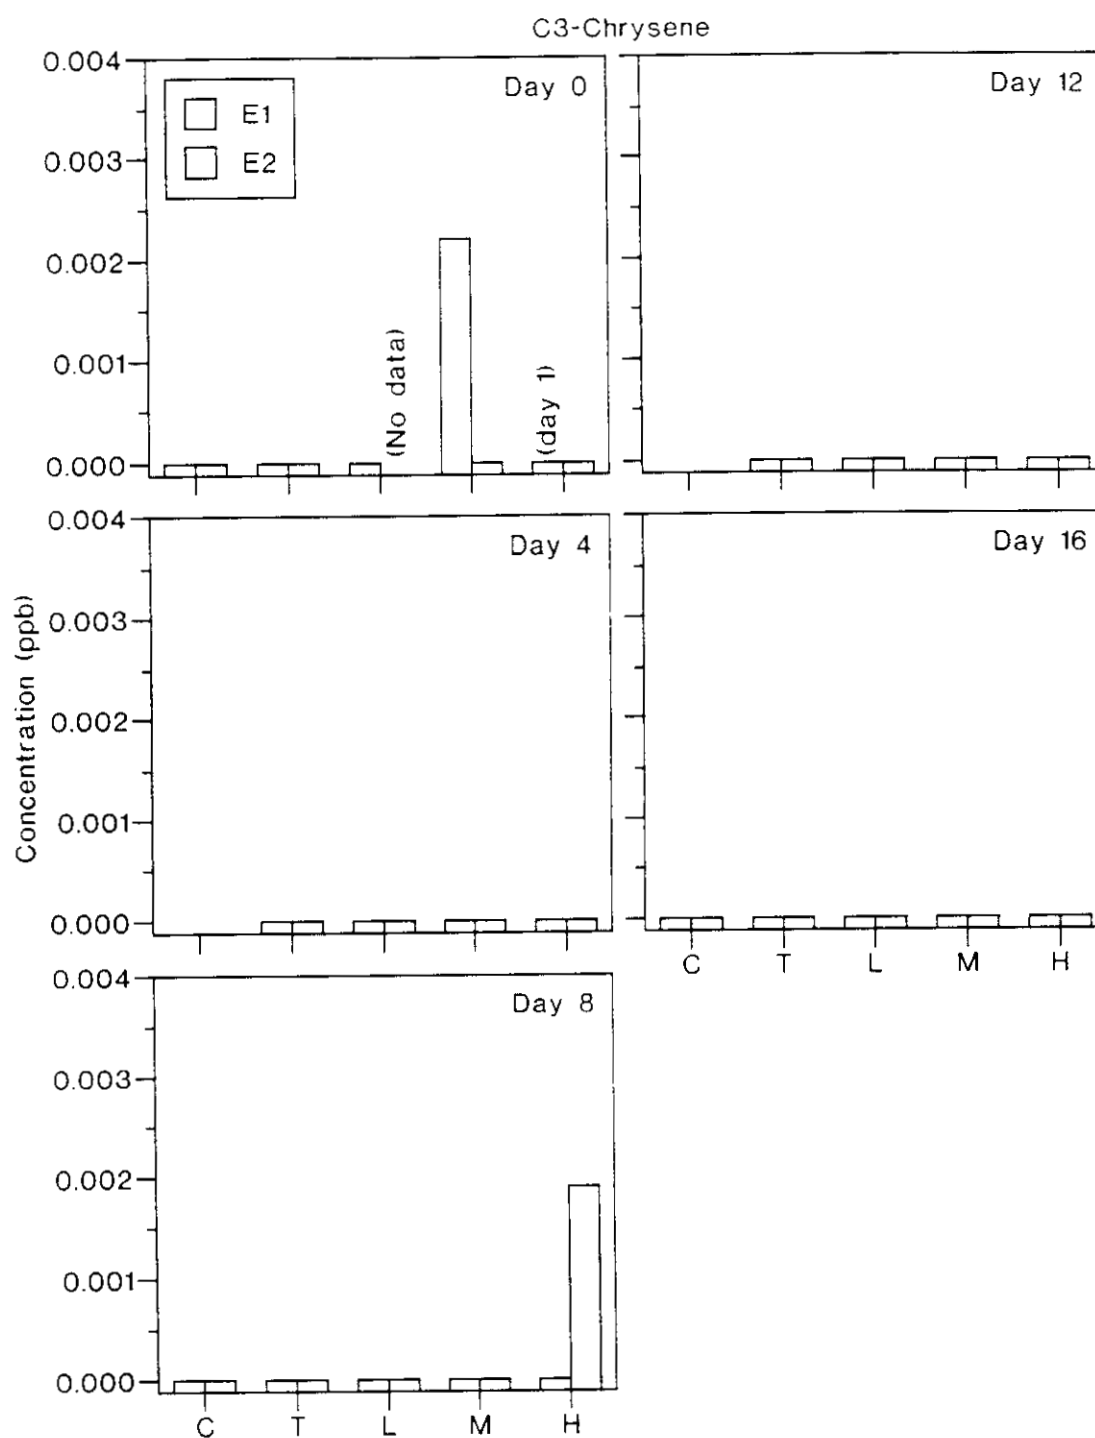 C3-Chrysene
0.004
0.003
0.002
0.001
0.000
E1
E2
Day 0
(No data)
(day 1)
Day 12
Concentration (ppb)
0.004
0.003
0.002
0.001
0.000
Day 4
Day 16
C T L M H
0.004
0.003
0.002
0.001
0.000
Day 8
C T L M H